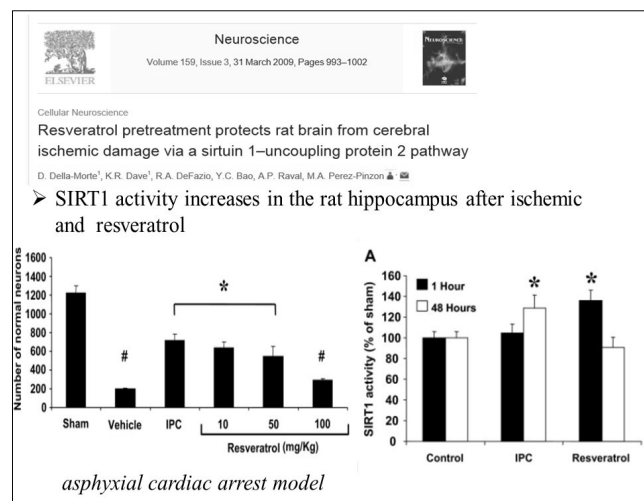 Neuroscience
Volume 159, Issue 3, 31 March 2009, Pages 993–1002
ELSEVIER
NEUROSCIENCE
Cellular Neuroscience
Resveratrol pretreatment protects rat brain from cerebral
ischemic damage via a sirtuin 1–uncoupling protein 2 pathway
D. Della-Morte¹, K.R. Dave¹, R.A. DeFazio, Y.C. Bao, A.P. Raval, M.A. Perez-Pinzon
➢ SIRT1 activity increases in the rat hippocampus after ischemic
and resveratrol
Number of normal neurons
1600
1400
1200
1000
800
600
400
200
0
#
*
#
Sham Vehicle IPC 10 50 100
Resveratrol (mg/Kg)
asphyxial cardiac arrest model
A
SIRT1 activity (% of sham)
160
140
120
100
80
60
40
20
0
1 Hour
48 Hours
* *
Control IPC Resveratrol